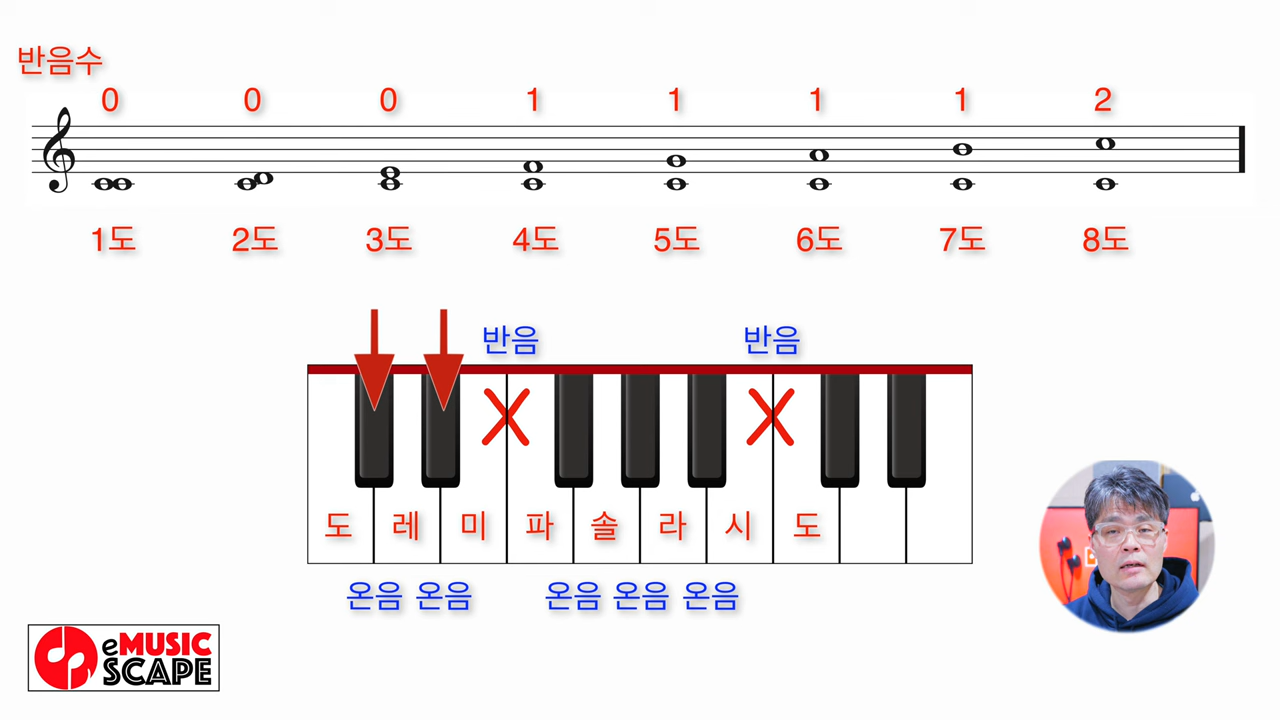 반음수
0 0 0 1 1 1 1 2
1도 2도 3도 4도 5도 6도 7도 8도
반음 반음
도 레 미 파 솔 라 시 도
온음 온음 온음 온음 온음
eMUSIC
SCAPE